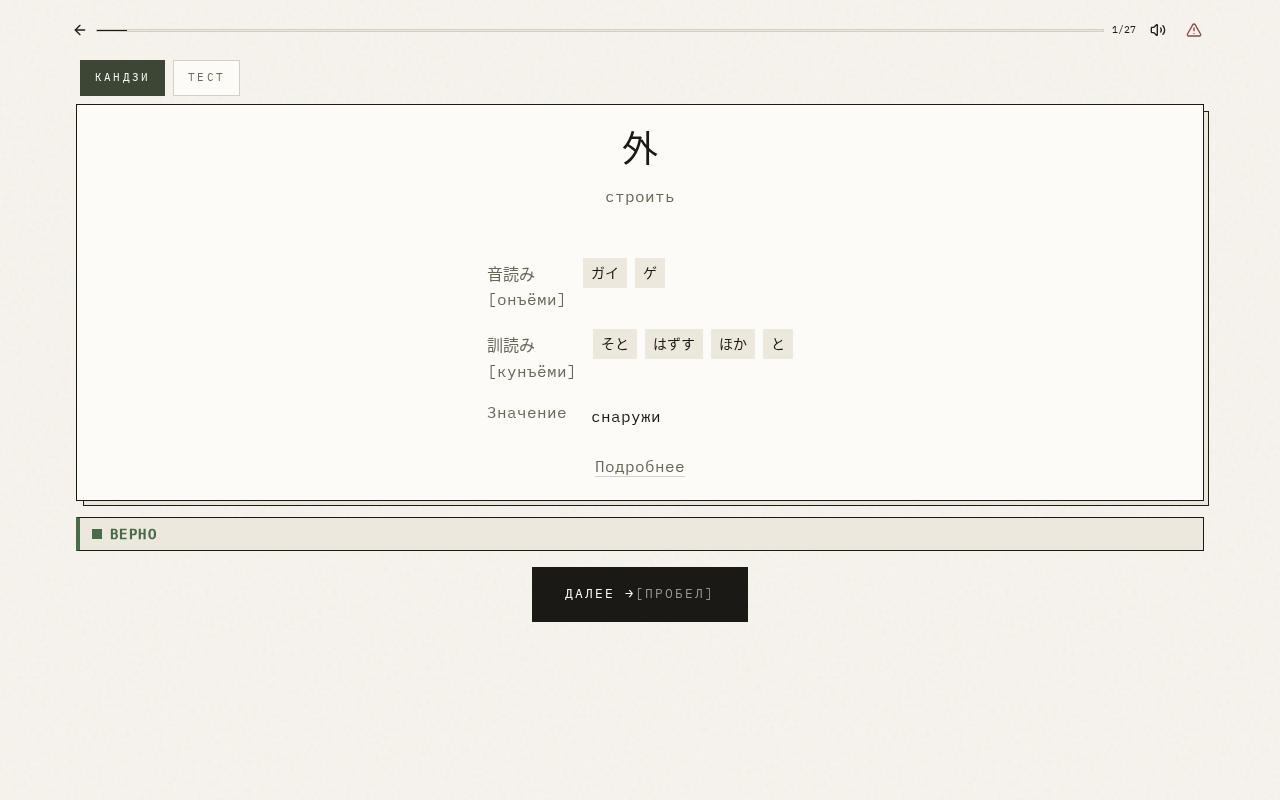 1/27
КАНДЗИ ТЕСТ
外
строить
音読み ガイ ゲ
[онъёми]
訓読み そと はずす ほか と
[кунъёми]
Значение снаружи
Подробнее
ВЕРНО
ДАЛЕЕ →[ПРОБЕЛ]